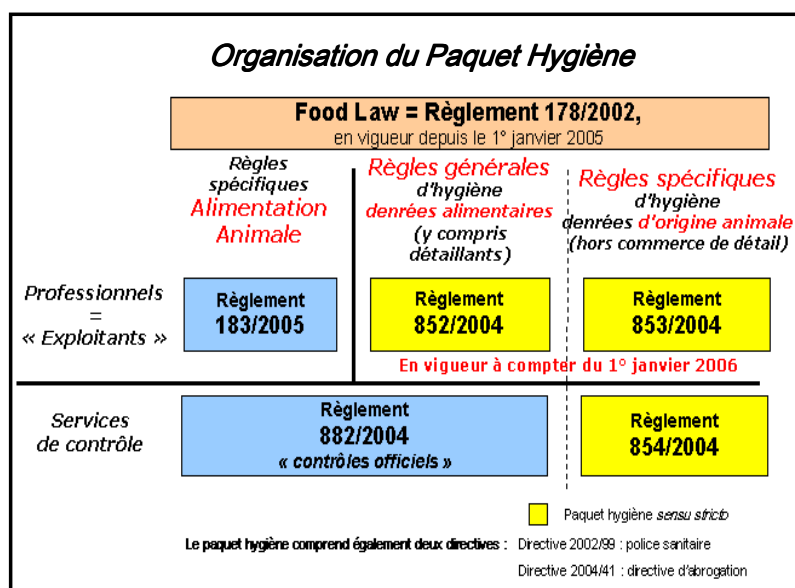 Organisation du Paquet Hygiène
Food Law = Règlement 178/2002,
en vigueur depuis le 1° janvier 2005
Règles
spécifiques
Alimentation
Animale
Règles générales
d'hygiène
denrées alimentaires
(y compris
détaillants)
Règles spécifiques
d'hygiène
denrées d'origine animale
(hors commerce de détail)
Professionnels
=
« Exploitants »
Règlement
183/2005
Règlement
852/2004
Règlement
853/2004
En vigueur à compter du 1° janvier 2006
Services
de contrôle
Règlement
882/2004
« contrôles officiels »
Règlement
854/2004
Paquet hygiène sensu stricto
Le paquet hygiène comprend également deux directives : Directive 2002/99 : police sanitaire
Directive 2004/41 : directive d'abrogation